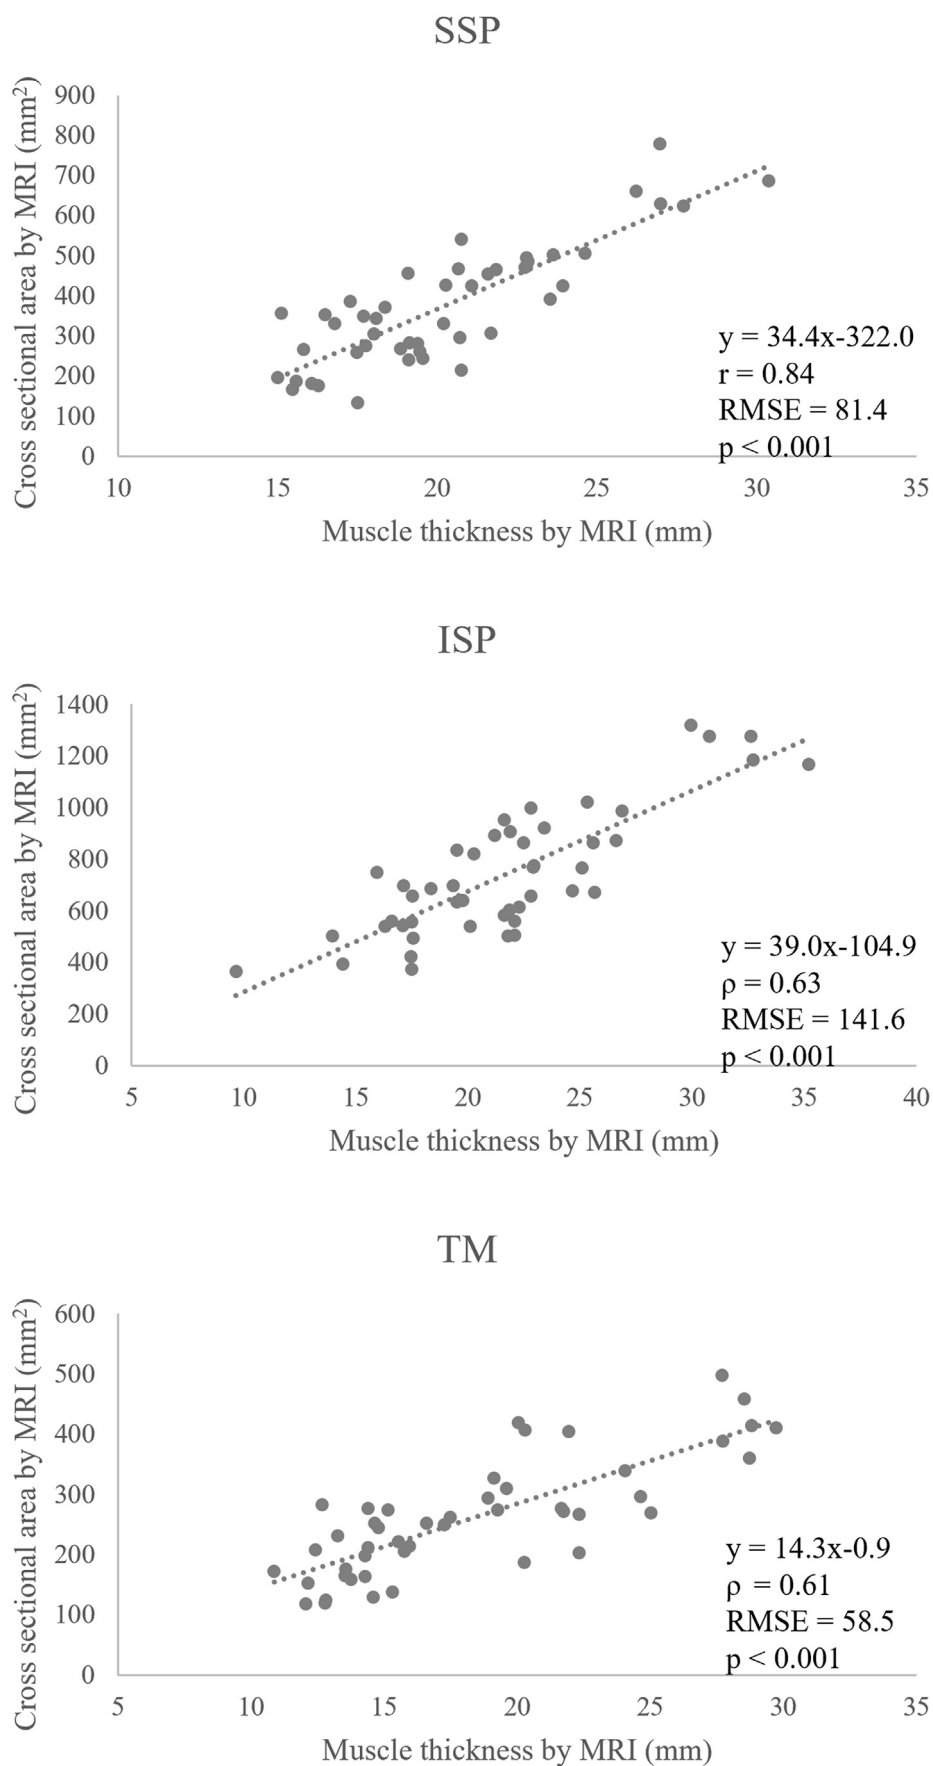 SSP
Cross sectional area by MRI (mm²)
900
800
700
600
500
400
300
200
100
0
y = 34.4x-322.0
r = 0.84
RMSE = 81.4
p < 0.001
10 15 20 25 30 35
Muscle thickness by MRI (mm)
ISP
Cross sectional area by MRI (mm²)
1400
1200
1000
800
600
400
200
0
y = 39.0x-104.9
ρ = 0.63
RMSE = 141.6
p < 0.001
5 10 15 20 25 30 35 40
Muscle thickness by MRI (mm)
TM
Cross sectional area by MRI (mm²)
600
500
400
300
200
100
0
y = 14.3x-0.9
ρ = 0.61
RMSE = 58.5
p < 0.001
5 10 15 20 25 30 35
Muscle thickness by MRI (mm)